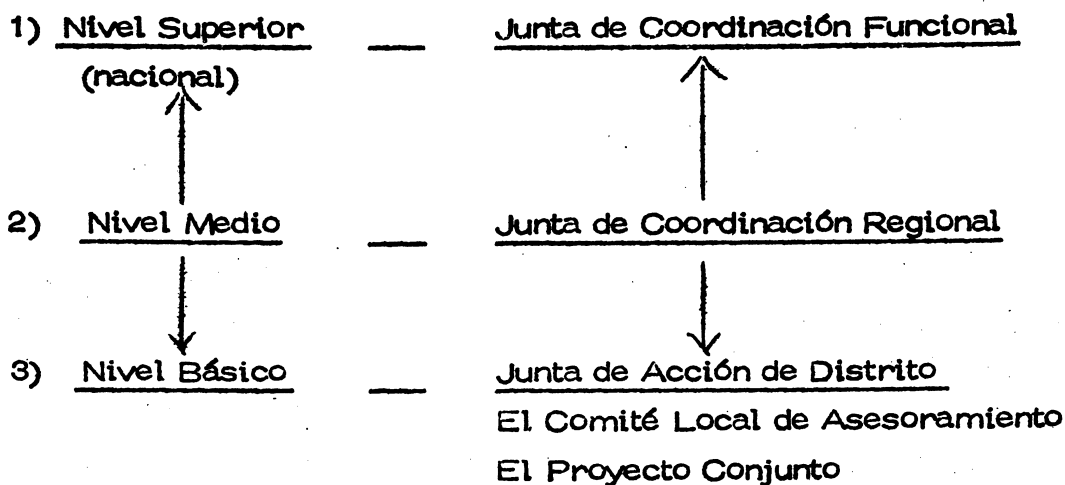 1) Nivel Superior — Junta de Coordinación Funcional
(nacional)
2) Nivel Medio — Junta de Coordinación Regional
3) Nivel Básico — Junta de Acción de Distrito
El Comité Local de Asesoramiento
El Proyecto Conjunto